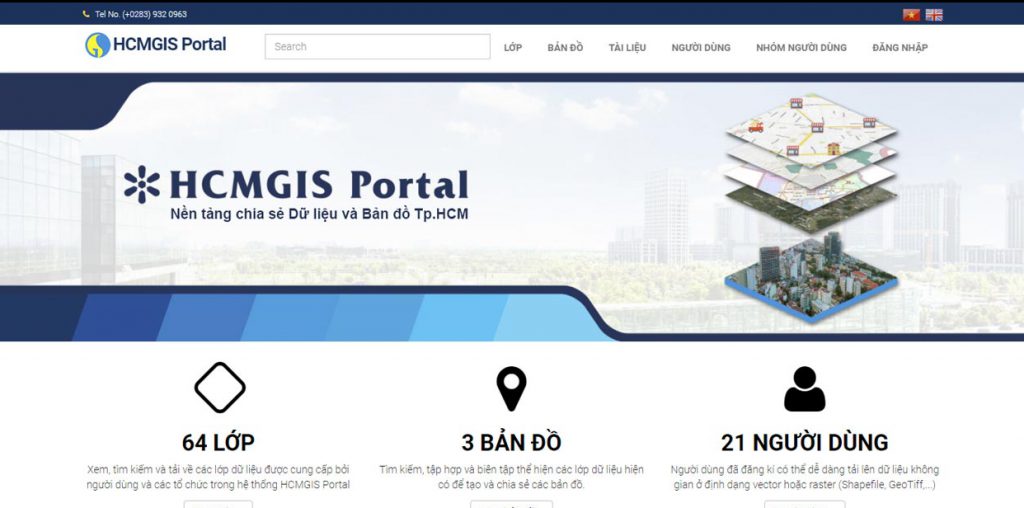 Tel No. (+0283) 932 0963
HCMGIS Portal
Search
LỚP
BẢN ĐỒ
TÀI LIỆU
NGƯỜI DÙNG
NHÓM NGƯỜI DÙNG
ĐĂNG NHẬP
HCMGIS Portal
Nền tảng chia sẻ Dữ liệu và Bản đồ Tp.HCM
64 LỚP
Xem, tìm kiếm và tải về các lớp dữ liệu được cung cấp bởi
người dùng và các tổ chức trong hệ thống HCMGIS Portal
3 BẢN ĐỒ
Tìm kiếm, tập hợp và biên tập thể hiện các lớp dữ liệu hiện
có để tạo và chia sẻ các bản đồ.
21 NGƯỜI DÙNG
Người dùng đã đăng kí có thể dễ dàng tải lên dữ liệu không
gian ở định dạng vector hoặc raster (Shapefile, GeoTiff,...)